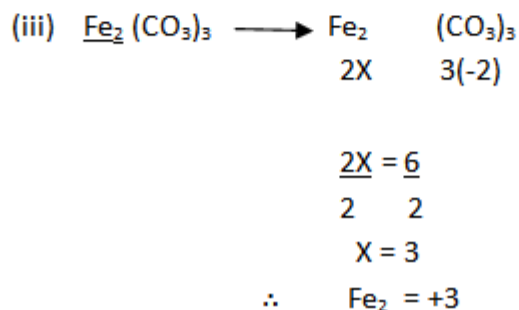 (iii) Fe₂ (CO₃)₃ ⟶ Fe₂ (CO₃)₃
2X 3(-2)
2X = 6
2 2
X = 3
∴ Fe₂ = +3